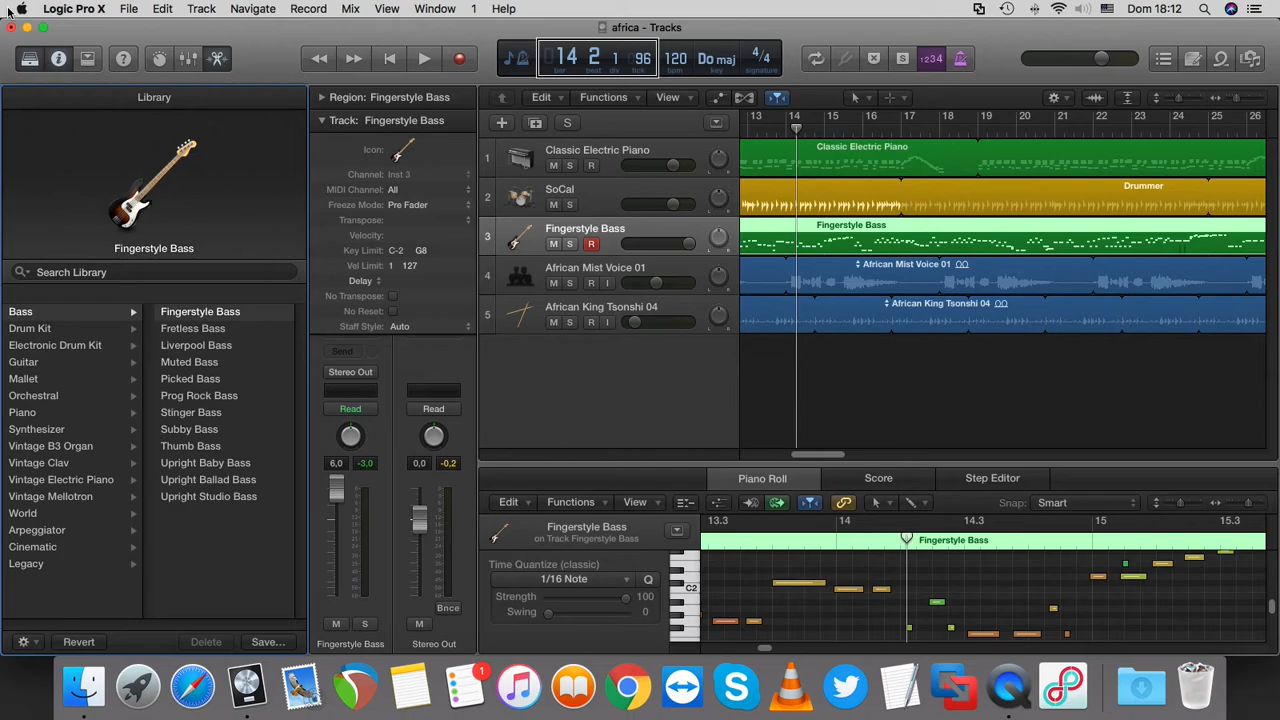 Logic Pro X File Edit Track Navigate Record Mix View Window 1 Help Dom 18:12
africa - Tracks
14 2 1 96 120 Do maj 4/4
bar beat div tick bpm key signature
1234
Library
Fingerstyle Bass
Search Library
Bass
Drum Kit
Electronic Drum Kit
Guitar
Mallet
Orchestral
Piano
Synthesizer
Vintage B3 Organ
Vintage Clav
Vintage Electric Piano
Vintage Mellotron
World
Arpeggiator
Cinematic
Legacy
Fingerstyle Bass
Fretless Bass
Liverpool Bass
Muted Bass
Picked Bass
Prog Rock Bass
Stinger Bass
Subby Bass
Thumb Bass
Upright Baby Bass
Upright Ballad Bass
Upright Studio Bass
Revert Delete Save...
Region: Fingerstyle Bass
Track: Fingerstyle Bass
Icon:
Channel: Inst 3
MIDI Channel: All
Freeze Mode: Pre Fader
Transpose:
Velocity:
Key Limit: C-2 G8
Vel Limit: 1 127
Delay
No Transpose:
No Reset:
Staff Style: Auto
Send
Stereo Out
Read Read
6,0 -3,0 0,0 -0,2
Bnce
M S M
Fingerstyle Bass Stereo Out
Edit Functions View
S
13 14 15 16 17 18 19 20 21 22 23 24 25 26
1 Classic Electric Piano
M S R
Classic Electric Piano
2 SoCal
M S
Drummer
3 Fingerstyle Bass
M S R
Fingerstyle Bass
4 African Mist Voice 01
M S R I
African Mist Voice 01
5 African King Tsonshi 04
M S R I
African King Tsonshi 04
Piano Roll Score Step Editor
Edit Functions View Snap: Smart
13.3 14 14.3 15 15.3
Fingerstyle Bass
on Track Fingerstyle Bass
Fingerstyle Bass
Time Quantize (classic)
1/16 Note Q
Strength 100
Swing 0
C2
1